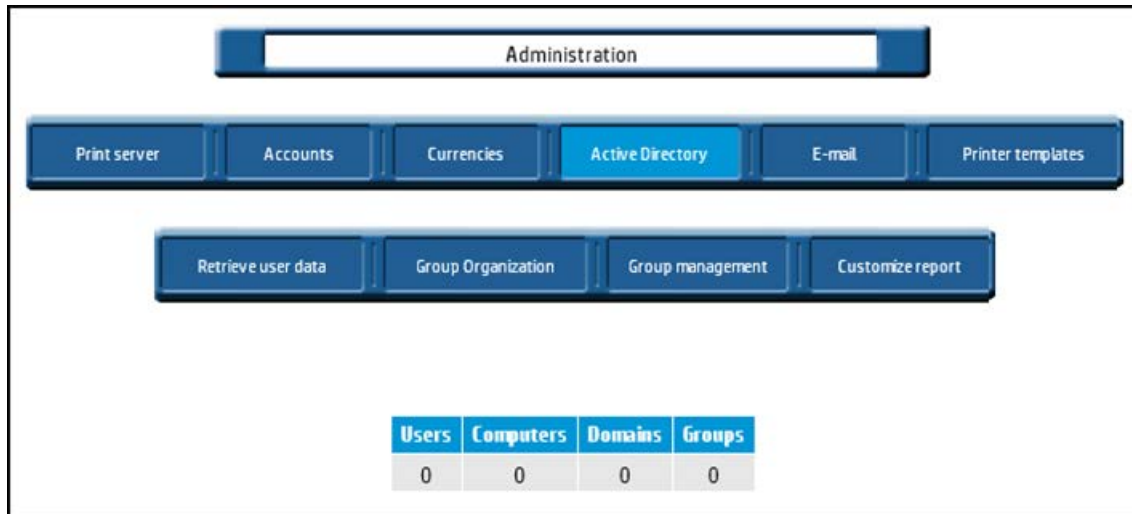 Administration
Print server Accounts Currencies Active Directory E-mail Printer templates
Retrieve user data Group Organization Group management Customize report
Users Computers Domains Groups
0 0 0 0